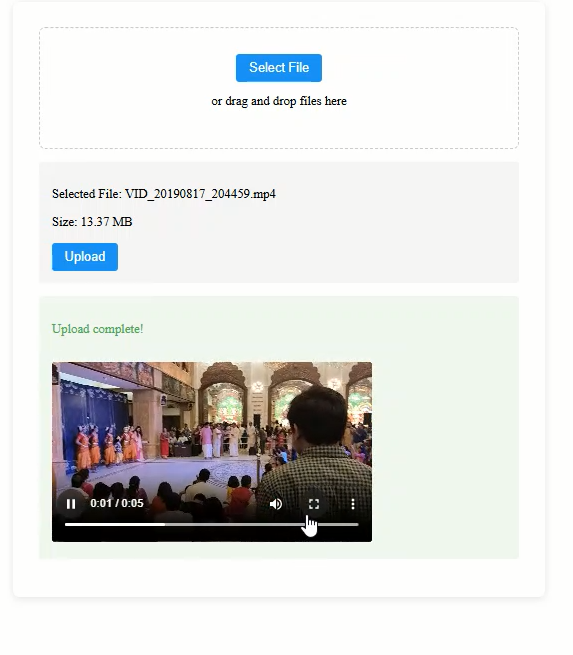 Select File
or drag and drop files here
Selected File: VID_20190817_204459.mp4
Size: 13.37 MB
Upload
Upload complete!
0:01 / 0:05